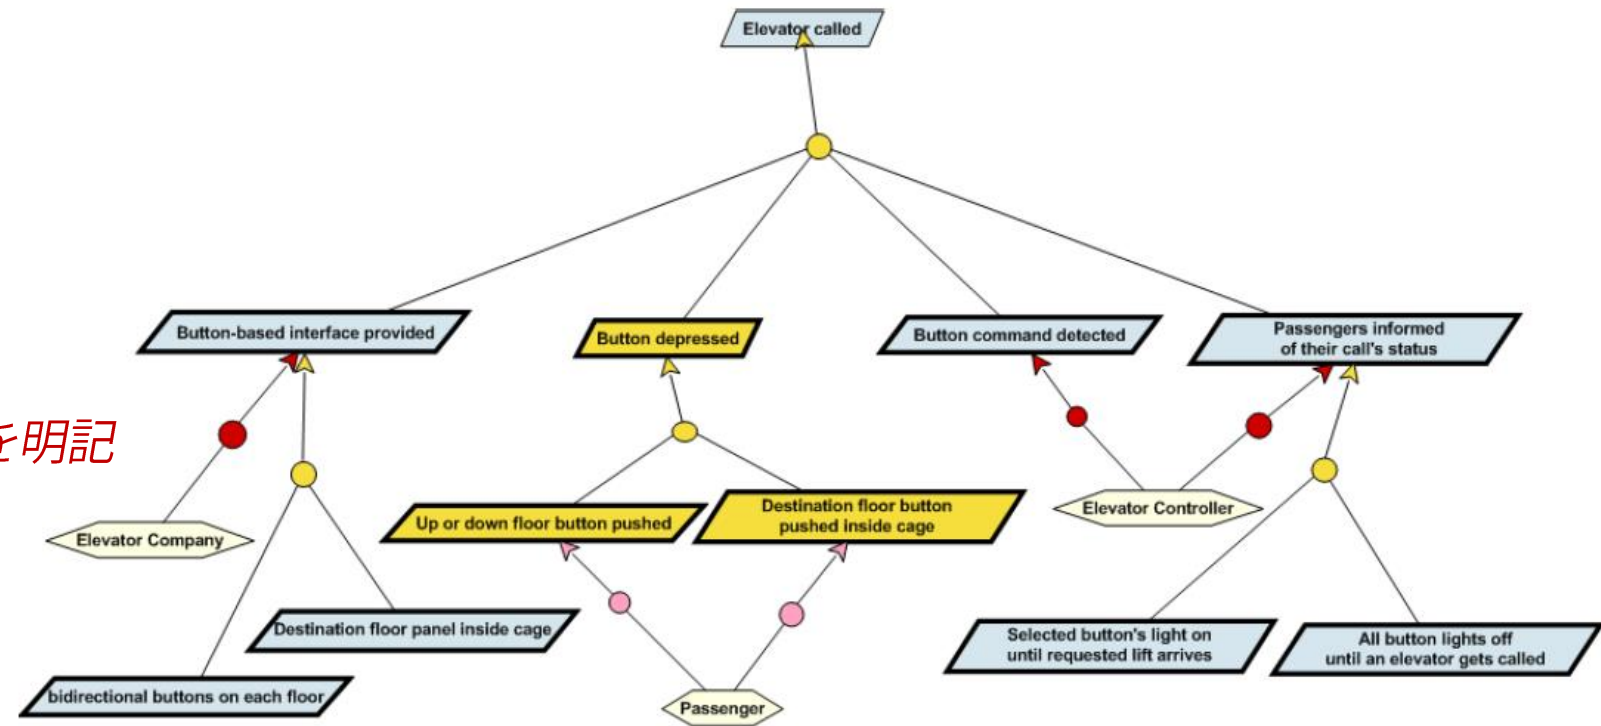 Elevator called
Button-based interface provided
Button depressed
Button command detected
Passengers informed
of their call's status
を明記
Elevator Company
Up or down floor button pushed
Destination floor button
pushed inside cage
Elevator Controller
Destination floor panel inside cage
bidirectional buttons on each floor
Passenger
Selected button's light on
until requested lift arrives
All button lights off
until an elevator gets called